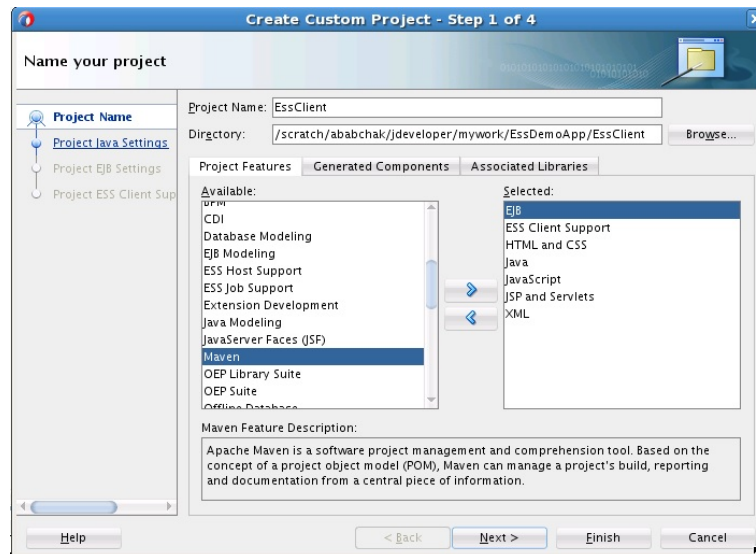 Create Custom Project - Step 1 of 4
Name your project
Project Name
Project Java Settings
Project EJB Settings
Project ESS Client Sup
Project Name: EssClient
Directory: /scratch/ababchak/jdeveloper/mywork/EssDemoApp/EssClient Browse...
Project Features Generated Components Associated Libraries
Available:
BPM
CDI
Database Modeling
EJB Modeling
ESS Host Support
ESS Job Support
Extension Development
Java Modeling
JavaServer Faces (JSF)
Maven
OEP Library Suite
OEP Suite
Offline Database
Selected:
EJB
ESS Client Support
HTML and CSS
Java
JavaScript
JSP and Servlets
XML
Maven Feature Description:
Apache Maven is a software project management and comprehension tool. Based on the
concept of a project object model (POM), Maven can manage a project's build, reporting
and documentation from a central piece of information.
Help < Back Next > Finish Cancel